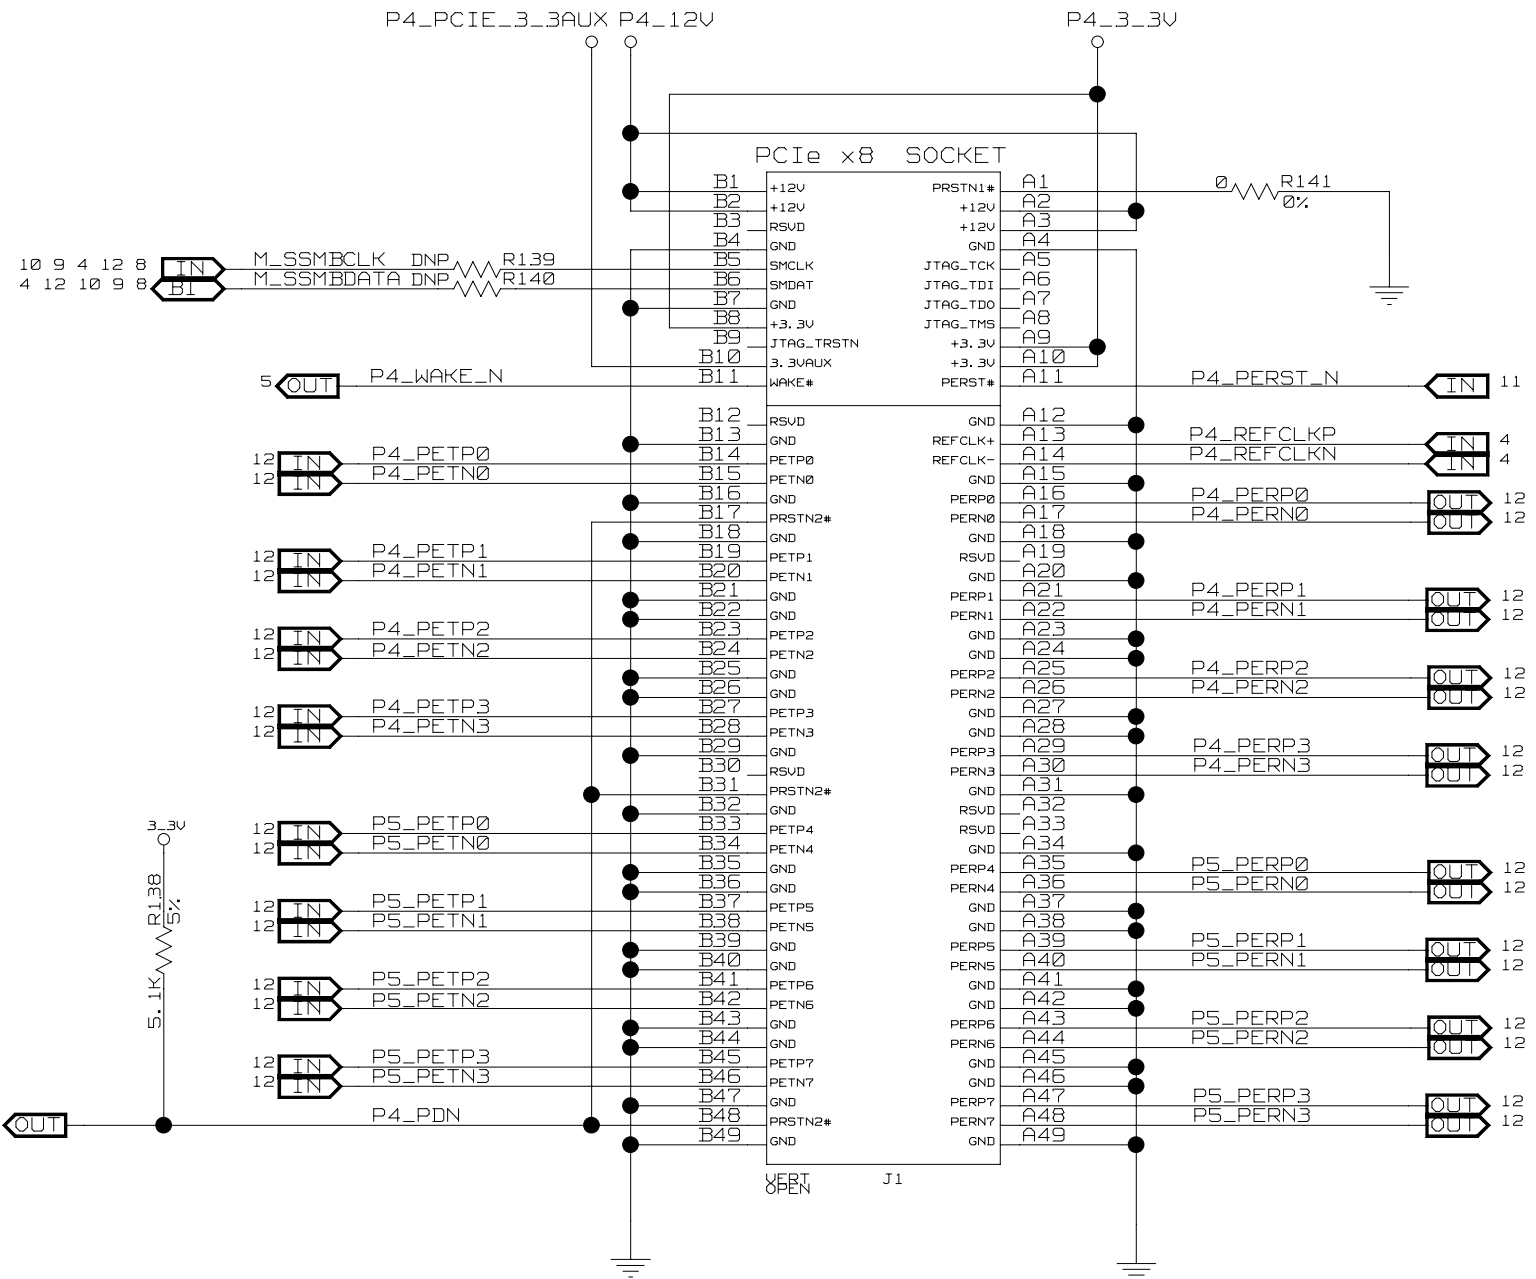 P4_PCIE_3_3AUX P4_12V P4_3_3V
PCIe x8 SOCKET
B1 +12V PRSTN1# A1 0 R141
0%
B2 +12V +12V A2
B3 RSVD +12V A3
B4 GND GND A4
10 9 4 12 8 IN M_SSMBCLK DNP R139 B5 SMCLK JTAG_TCK A5
4 12 10 9 8 BI M_SSMBDATA DNP R140 B6 SMDAT JTAG_TDI A6
B7 GND JTAG_TDO A7
B8 +3.3V JTAG_TMS A8
B9 JTAG_TRSTN +3.3V A9
B10 3.3VAUX +3.3V A10
5 OUT P4_WAKE_N B11 WAKE# PERST# A11 P4_PERST_N IN 11
B12 RSVD GND A12
B13 GND REFCLK+ A13 P4_REFCLKP IN 4
12 IN P4_PETP0 B14 PETP0 REFCLK- A14 P4_REFCLKN IN 4
12 IN P4_PETN0 B15 PETN0 GND A15
B16 GND PERP0 A16 P4_PERP0 OUT 12
B17 PRSTN2# PERN0 A17 P4_PERN0 OUT 12
B18 GND GND A18
12 IN P4_PETP1 B19 PETP1 RSVD A19
12 IN P4_PETN1 B20 PETN1 GND A20
B21 GND PERP1 A21 P4_PERP1 OUT 12
B22 GND PERN1 A22 P4_PERN1 OUT 12
12 IN P4_PETP2 B23 PETP2 GND A23
12 IN P4_PETN2 B24 PETN2 GND A24
B25 GND PERP2 A25 P4_PERP2 OUT 12
B26 GND PERN2 A26 P4_PERN2 OUT 12
12 IN P4_PETP3 B27 PETP3 GND A27
12 IN P4_PETN3 B28 PETN3 GND A28
B29 GND PERP3 A29 P4_PERP3 OUT 12
B30 RSVD PERN3 A30 P4_PERN3 OUT 12
B31 PRSTN2# GND A31
B32 GND RSVD A32
3_3V
12 IN P5_PETP0 B33 PETP4 RSVD A33
12 IN P5_PETN0 B34 PETN4 GND A34
B35 GND PERP4 A35 P5_PERP0 OUT 12
B36 GND PERN4 A36 P5_PERN0 OUT 12
R138 5%
12 IN P5_PETP1 B37 PETP5 GND A37
12 IN P5_PETN1 B38 PETN5 GND A38
B39 GND PERP5 A39 P5_PERP1 OUT 12
B40 GND PERN5 A40 P5_PERN1 OUT 12
5.1K
12 IN P5_PETP2 B41 PETP6 GND A41
12 IN P5_PETN2 B42 PETN6 GND A42
B43 GND PERP6 A43 P5_PERP2 OUT 12
B44 GND PERN6 A44 P5_PERN2 OUT 12
12 IN P5_PETP3 B45 PETP7 GND A45
12 IN P5_PETN3 B46 PETN7 GND A46
B47 GND PERP7 A47 P5_PERP3 OUT 12
OUT P4_PDN B48 PRSTN2# PERN7 A48 P5_PERN3 OUT 12
B49 GND GND A49
VERT J1
OPEN